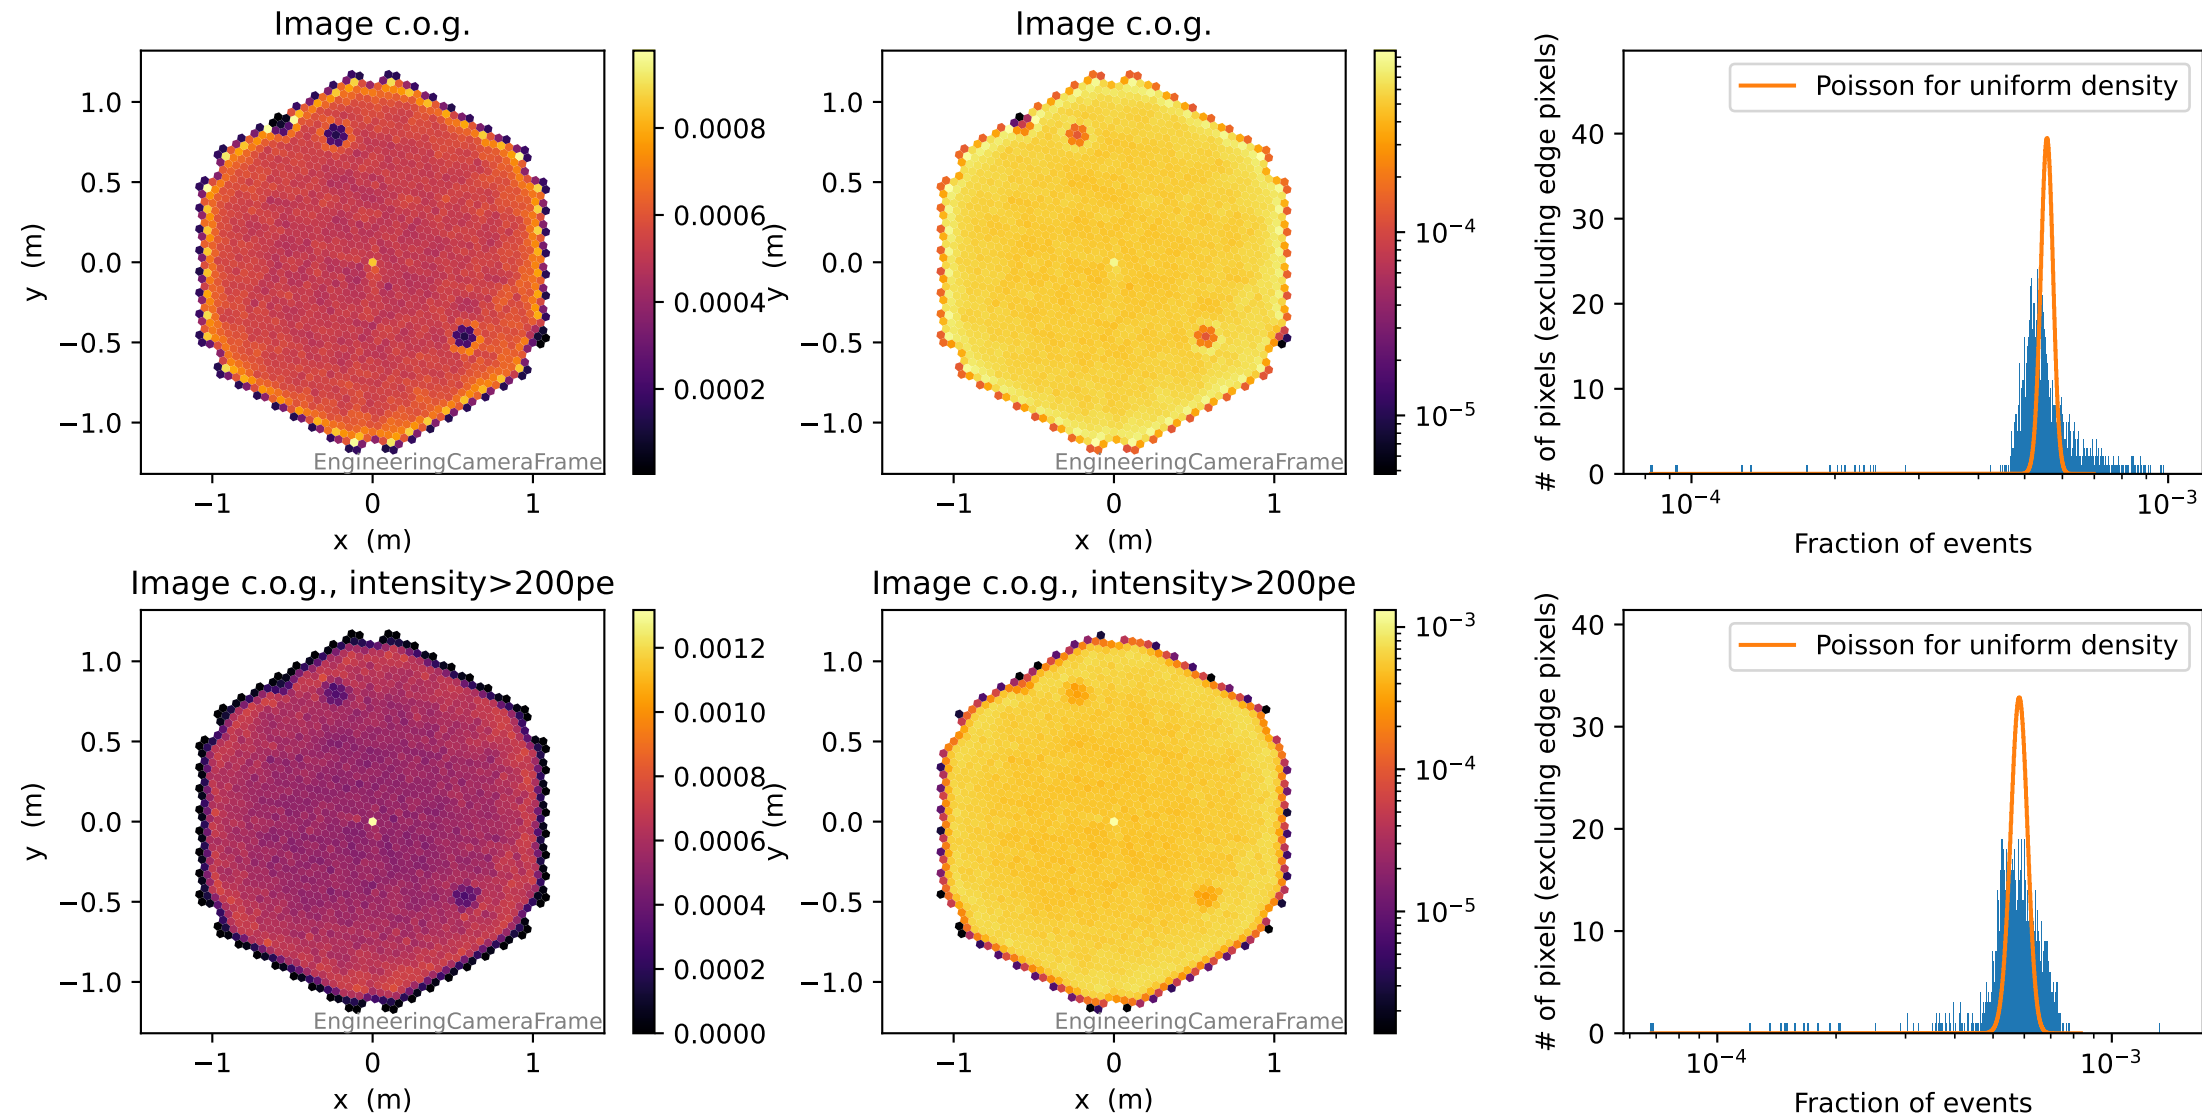 Image c.o.g.
1.0
0.5
0.0
−0.5
−1.0
−1
0
1
x (m)
y (m)
EngineeringCameraFrame
0.0008
0.0006
0.0004
0.0002
Image c.o.g.
1.0
0.5
0.0
−0.5
−1.0
−1
0
1
x (m)
y (m)
EngineeringCameraFrame
10−4
10−5
Poisson for uniform density
40
30
20
10
0
10−4
10−3
Fraction of events
# of pixels (excluding edge pixels)
Image c.o.g., intensity>200pe
1.0
0.5
0.0
−0.5
−1.0
−1
0
1
x (m)
y (m)
EngineeringCameraFrame
0.0012
0.0010
0.0008
0.0006
0.0004
0.0002
0.0000
Image c.o.g., intensity>200pe
1.0
0.5
0.0
−0.5
−1.0
−1
0
1
x (m)
y (m)
EngineeringCameraFrame
10−3
10−4
10−5
Poisson for uniform density
40
30
20
10
0
10−4
10−3
Fraction of events
# of pixels (excluding edge pixels)